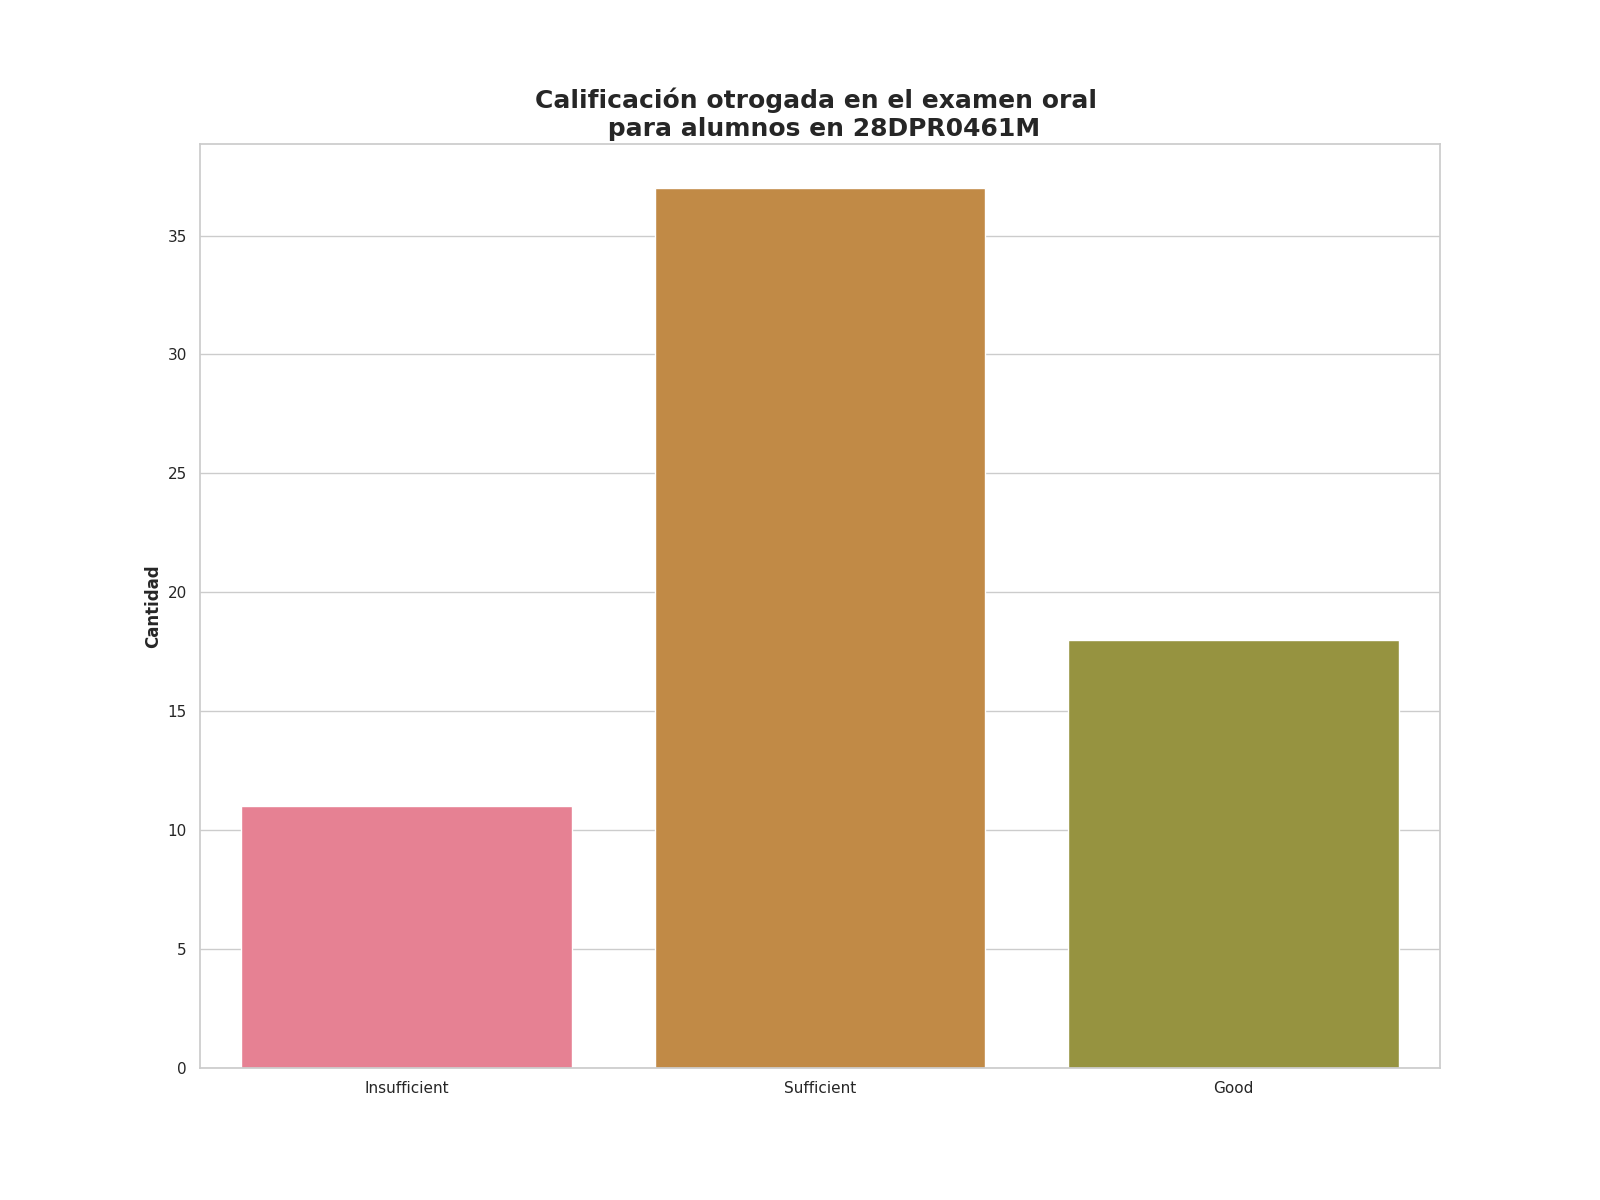 Calificación otrogada en el examen oral
para alumnos en 28DPR0461M
Cantidad
35
30
25
20
15
10
5
0
Insufficient
Sufficient
Good